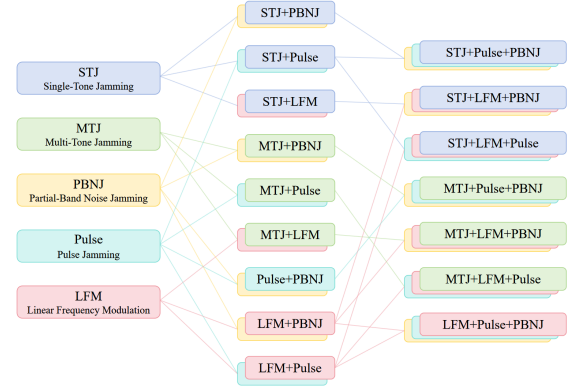 STJ
Single-Tone Jamming
MTJ
Multi-Tone Jamming
PBNJ
Partial-Band Noise Jamming
Pulse
Pulse Jamming
LFM
Linear Frequency Modulation
STJ+PBNJ
STJ+Pulse
STJ+LFM
MTJ+PBNJ
MTJ+Pulse
MTJ+LFM
Pulse+PBNJ
LFM+PBNJ
LFM+Pulse
STJ+Pulse+PBNJ
STJ+LFM+PBNJ
STJ+LFM+Pulse
MTJ+Pulse+PBNJ
MTJ+LFM+PBNJ
MTJ+LFM+Pulse
LFM+Pulse+PBNJ